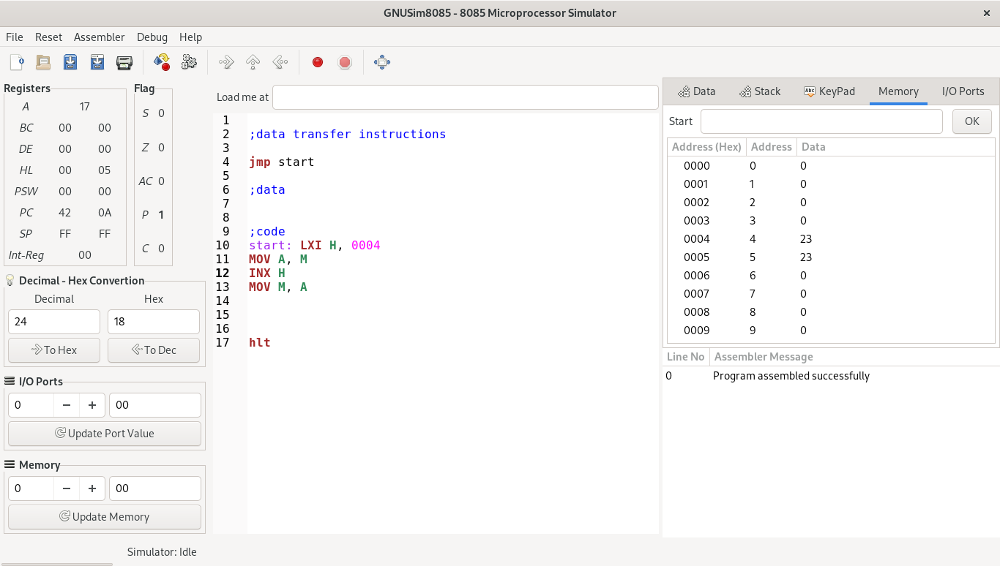 GNUSim8085 - 8085 Microprocessor Simulator
File Reset Assembler Debug Help
Registers
A 17
BC 00 00
DE 00 00
HL 00 05
PSW 00 00
PC 42 0A
SP FF FF
Int-Reg 00
Flag
S 0
Z 0
AC 0
P 1
C 0
Decimal - Hex Convertion
Decimal Hex
24 18
To Hex To Dec
I/O Ports
0 − + 00
Update Port Value
Memory
0 − + 00
Update Memory
Load me at
1
2 ;data transfer instructions
3
4 jmp start
5
6 ;data
7
8
9 ;code
10 start: LXI H, 0004
11 MOV A, M
12 INX H
13 MOV M, A
14
15
16
17 hlt
Data Stack Abc KeyPad Memory I/O Ports
Start OK
Address (Hex) Address Data
0000 0 0
0001 1 0
0002 2 0
0003 3 0
0004 4 23
0005 5 23
0006 6 0
0007 7 0
0008 8 0
0009 9 0
Line No Assembler Message
0 Program assembled successfully
Simulator: Idle